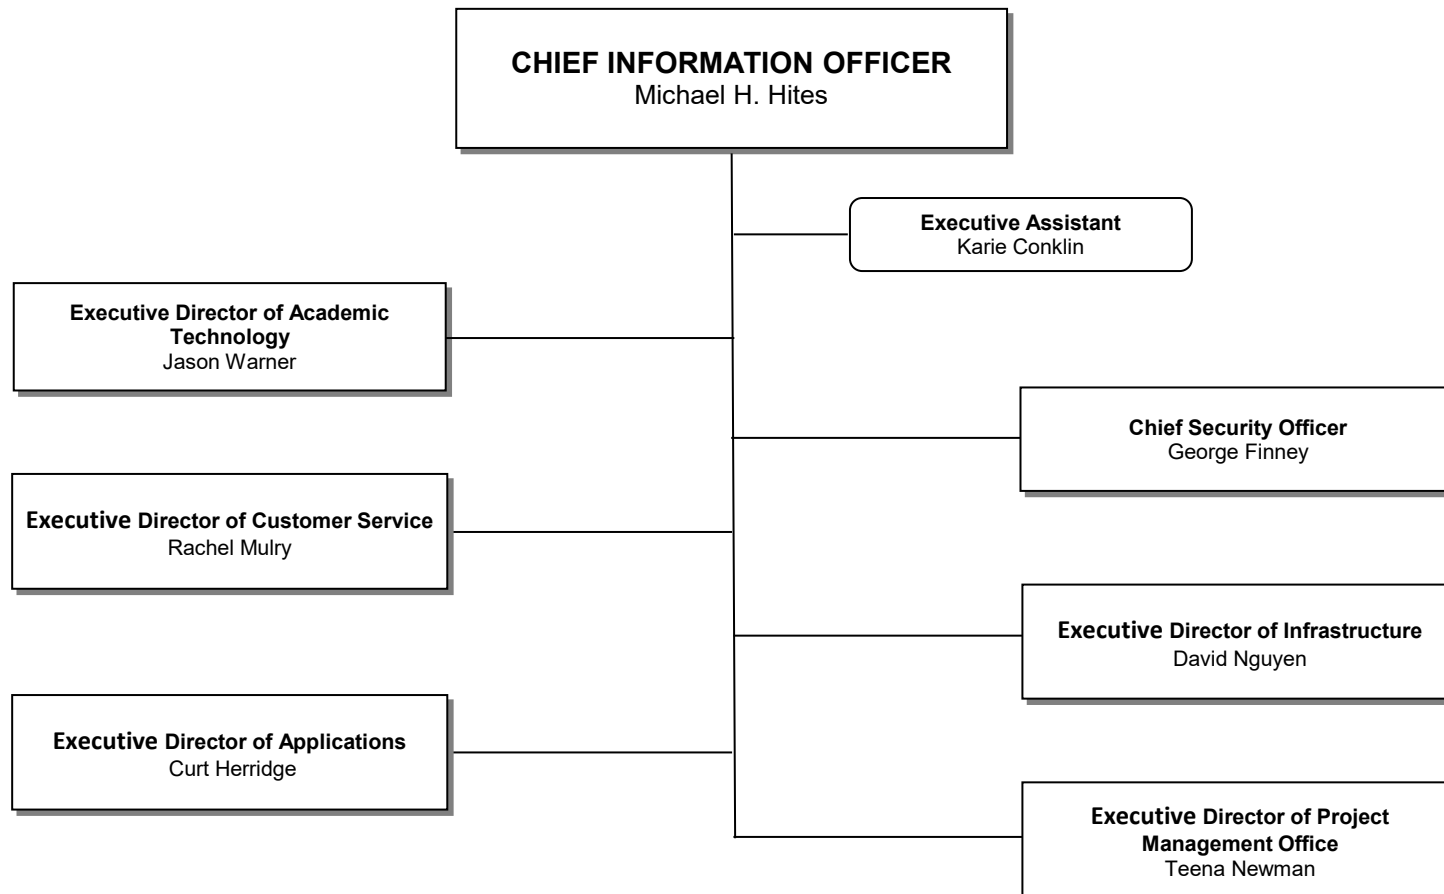 CHIEF INFORMATION OFFICER
Michael H. Hites
Executive Assistant
Karie Conklin
Executive Director of Academic
Technology
Jason Warner
Chief Security Officer
George Finney
Executive Director of Customer Service
Rachel Mulry
Executive Director of Infrastructure
David Nguyen
Executive Director of Applications
Curt Herridge
Executive Director of Project
Management Office
Teena Newman